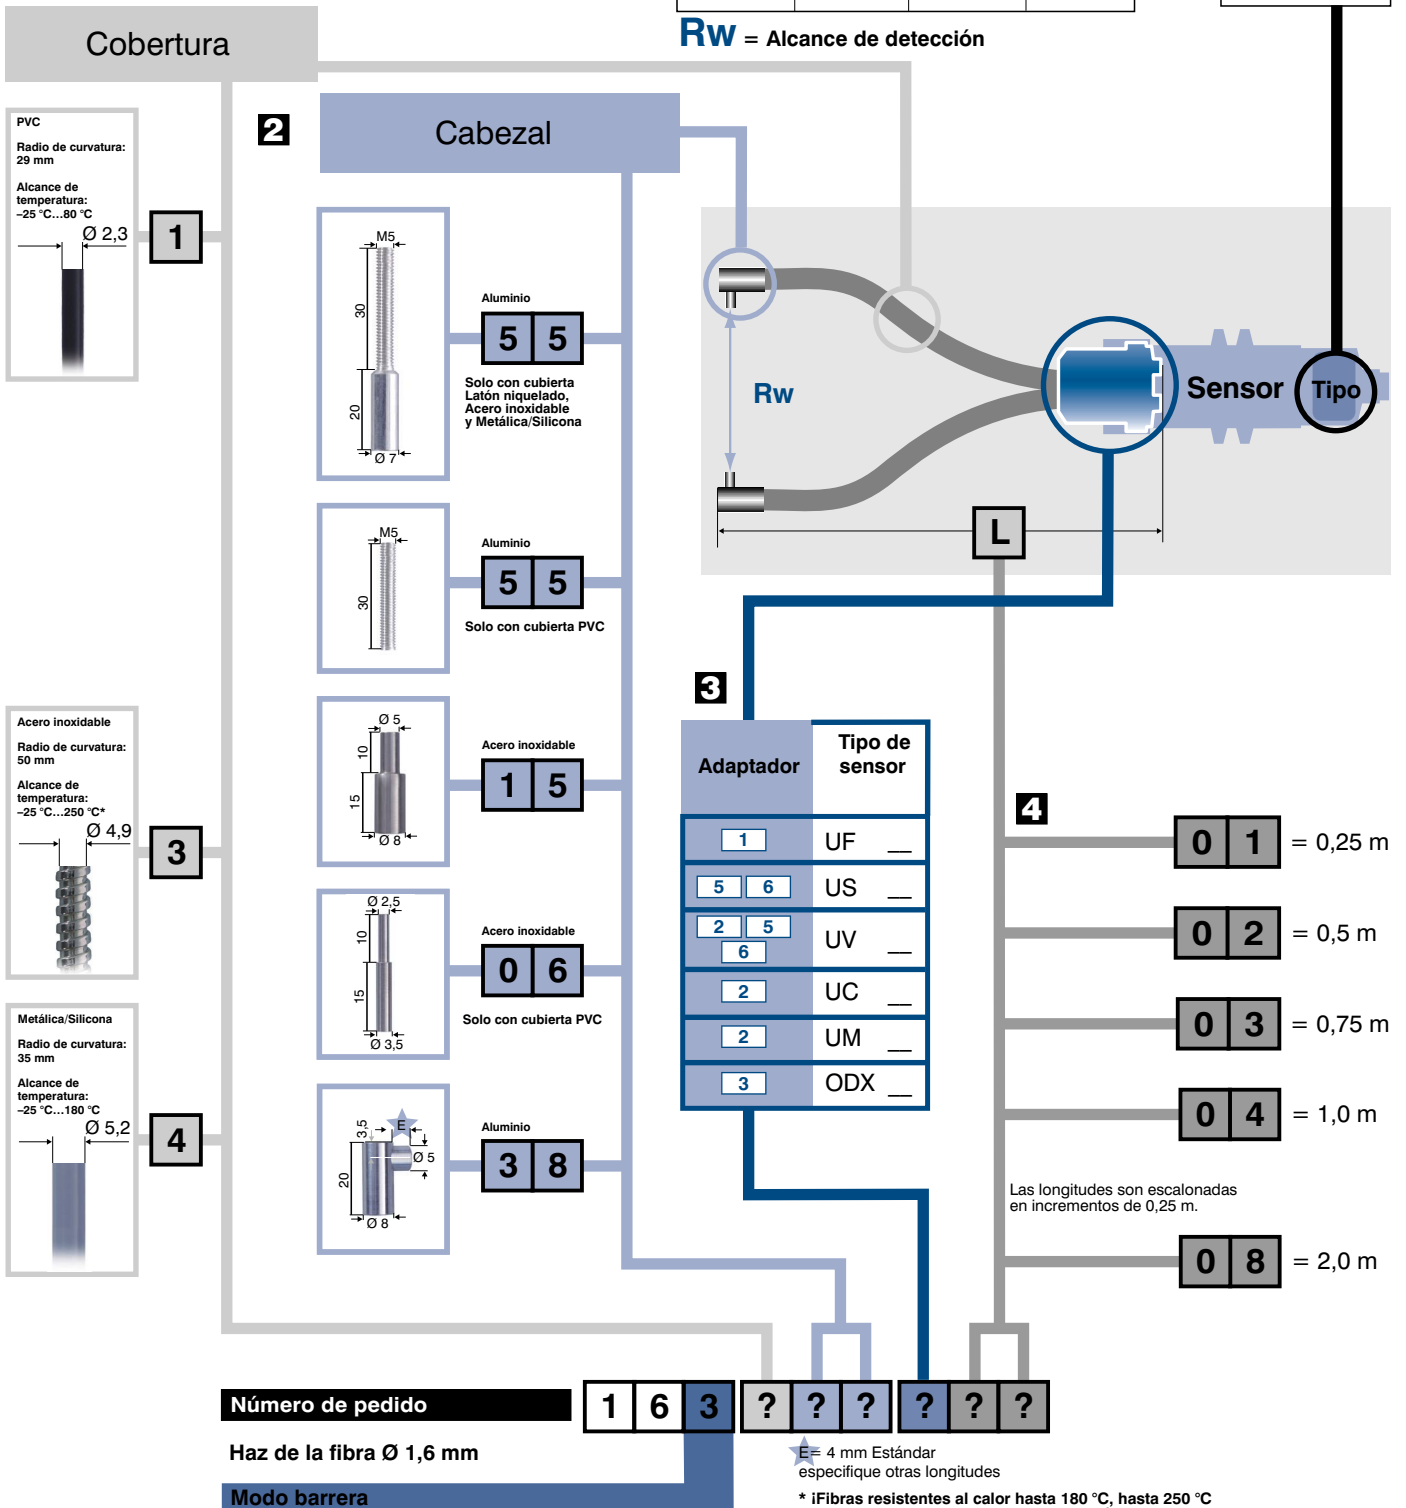 Rw = Alcance de detección
Cobertura
PVC
Radio de curvatura:
29 mm
Alcance de
temperatura:
–25 °C...80 °C
Ø 2,3
1
Acero inoxidable
Radio de curvatura:
50 mm
Alcance de
temperatura:
–25 °C...250 °C*
Ø 4,9
3
Metálica/Silicona
Radio de curvatura:
35 mm
Alcance de
temperatura:
–25 °C...180 °C
Ø 5,2
4
2
Cabezal
M5
30
20
Ø 7
Aluminio
5 5
Solo con cubierta
Latón niquelado,
Acero inoxidable
y Metálica/Silicona
M5
30
Aluminio
5 5
Solo con cubierta PVC
Ø 5
10
15
Ø 8
Acero inoxidable
1 5
Ø 2,5
10
15
Ø 3,5
Acero inoxidable
0 6
Solo con cubierta PVC
3,5
E
Ø 5
20
Ø 8
Aluminio
3 8
Rw
Sensor
Tipo
L
3
Adaptador
Tipo de
sensor
1 UF __
5 6 US __
2 5
6
UV __
2 UC __
2 UM __
3 ODX __
4
0 1 = 0,25 m
0 2 = 0,5 m
0 3 = 0,75 m
0 4 = 1,0 m
Las longitudes son escalonadas
en incrementos de 0,25 m.
0 8 = 2,0 m
Número de pedido
1 6 3 ? ? ? ? ? ?
Haz de la fibra Ø 1,6 mm
Modo barrera
E= 4 mm Estándar
especifique otras longitudes
* ¡Fibras resistentes al calor hasta 180 °C, hasta 250 °C